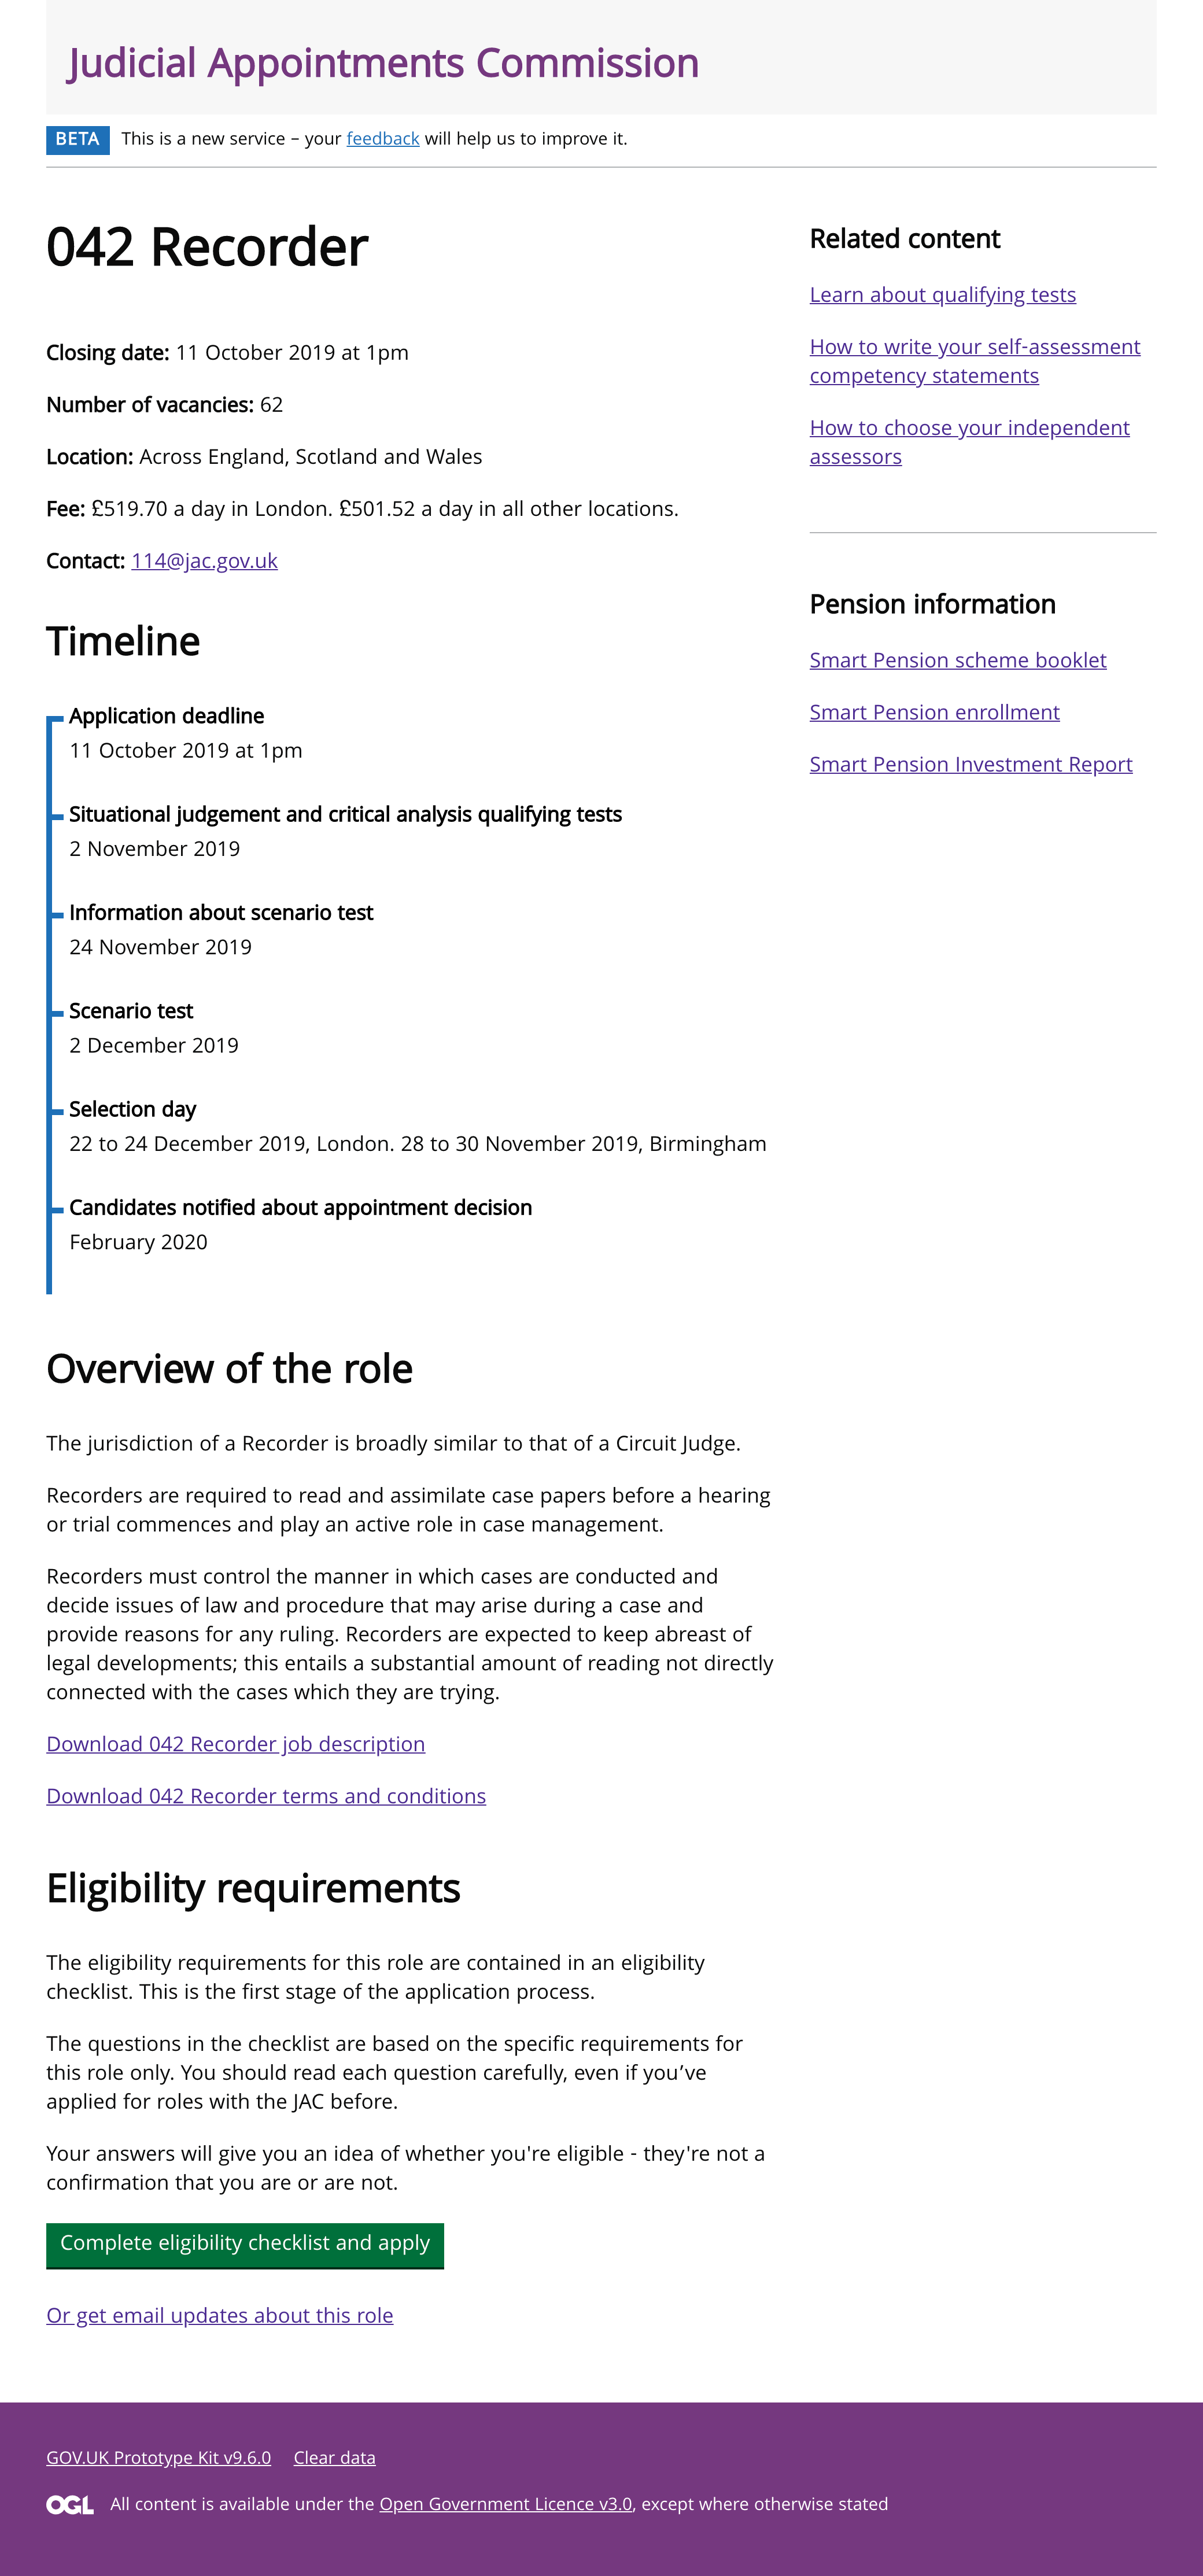 Judicial Appointments Commission
BETA This is a new service – your feedback will help us to improve it.
042 Recorder
Closing date: 11 October 2019 at 1pm
Number of vacancies: 62
Location: Across England, Scotland and Wales
Fee: £519.70 a day in London. £501.52 a day in all other locations.
Contact: 114@jac.gov.uk
Timeline
Application deadline
11 October 2019 at 1pm
Situational judgement and critical analysis qualifying tests
2 November 2019
Information about scenario test
24 November 2019
Scenario test
2 December 2019
Selection day
22 to 24 December 2019, London. 28 to 30 November 2019, Birmingham
Candidates notified about appointment decision
February 2020
Overview of the role
The jurisdiction of a Recorder is broadly similar to that of a Circuit Judge.
Recorders are required to read and assimilate case papers before a hearing
or trial commences and play an active role in case management.
Recorders must control the manner in which cases are conducted and
decide issues of law and procedure that may arise during a case and
provide reasons for any ruling. Recorders are expected to keep abreast of
legal developments; this entails a substantial amount of reading not directly
connected with the cases which they are trying.
Download 042 Recorder job description
Download 042 Recorder terms and conditions
Eligibility requirements
The eligibility requirements for this role are contained in an eligibility
checklist. This is the first stage of the application process.
The questions in the checklist are based on the specific requirements for
this role only. You should read each question carefully, even if you’ve
applied for roles with the JAC before.
Your answers will give you an idea of whether you're eligible - they're not a
confirmation that you are or are not.
Complete eligibility checklist and apply
Or get email updates about this role
Related content
Learn about qualifying tests
How to write your self-assessment
competency statements
How to choose your independent
assessors
Pension information
Smart Pension scheme booklet
Smart Pension enrollment
Smart Pension Investment Report
GOV.UK Prototype Kit v9.6.0 Clear data
OGL All content is available under the Open Government Licence v3.0, except where otherwise stated